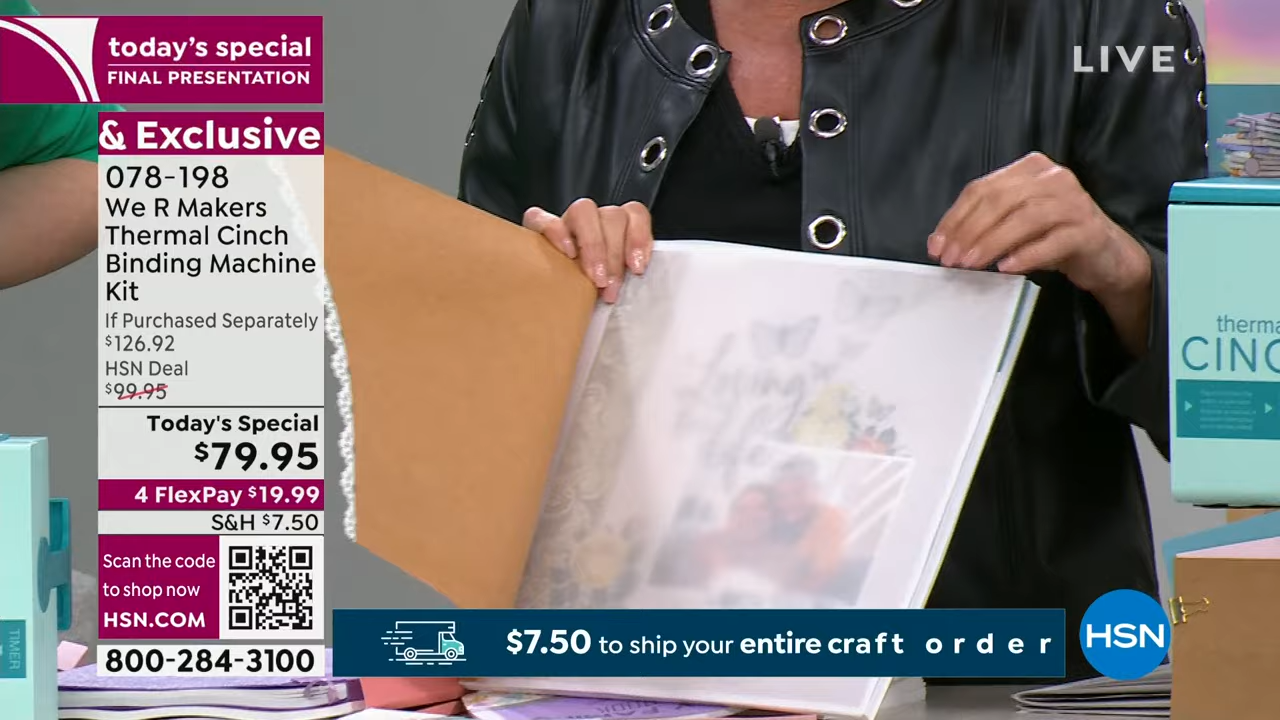 today's special
FINAL PRESENTATION
& Exclusive
078-198
We R Makers
Thermal Cinch
Binding Machine
Kit
If Purchased Separately
$126.92
HSN Deal
$99.95
Today's Special
$79.95
4 FlexPay $19.99
S&H $7.50
Scan the code
to shop now
HSN.COM
800-284-3100
LIVE
therma
CINC
TIMER
$7.50 to ship your entire craft order
HSN